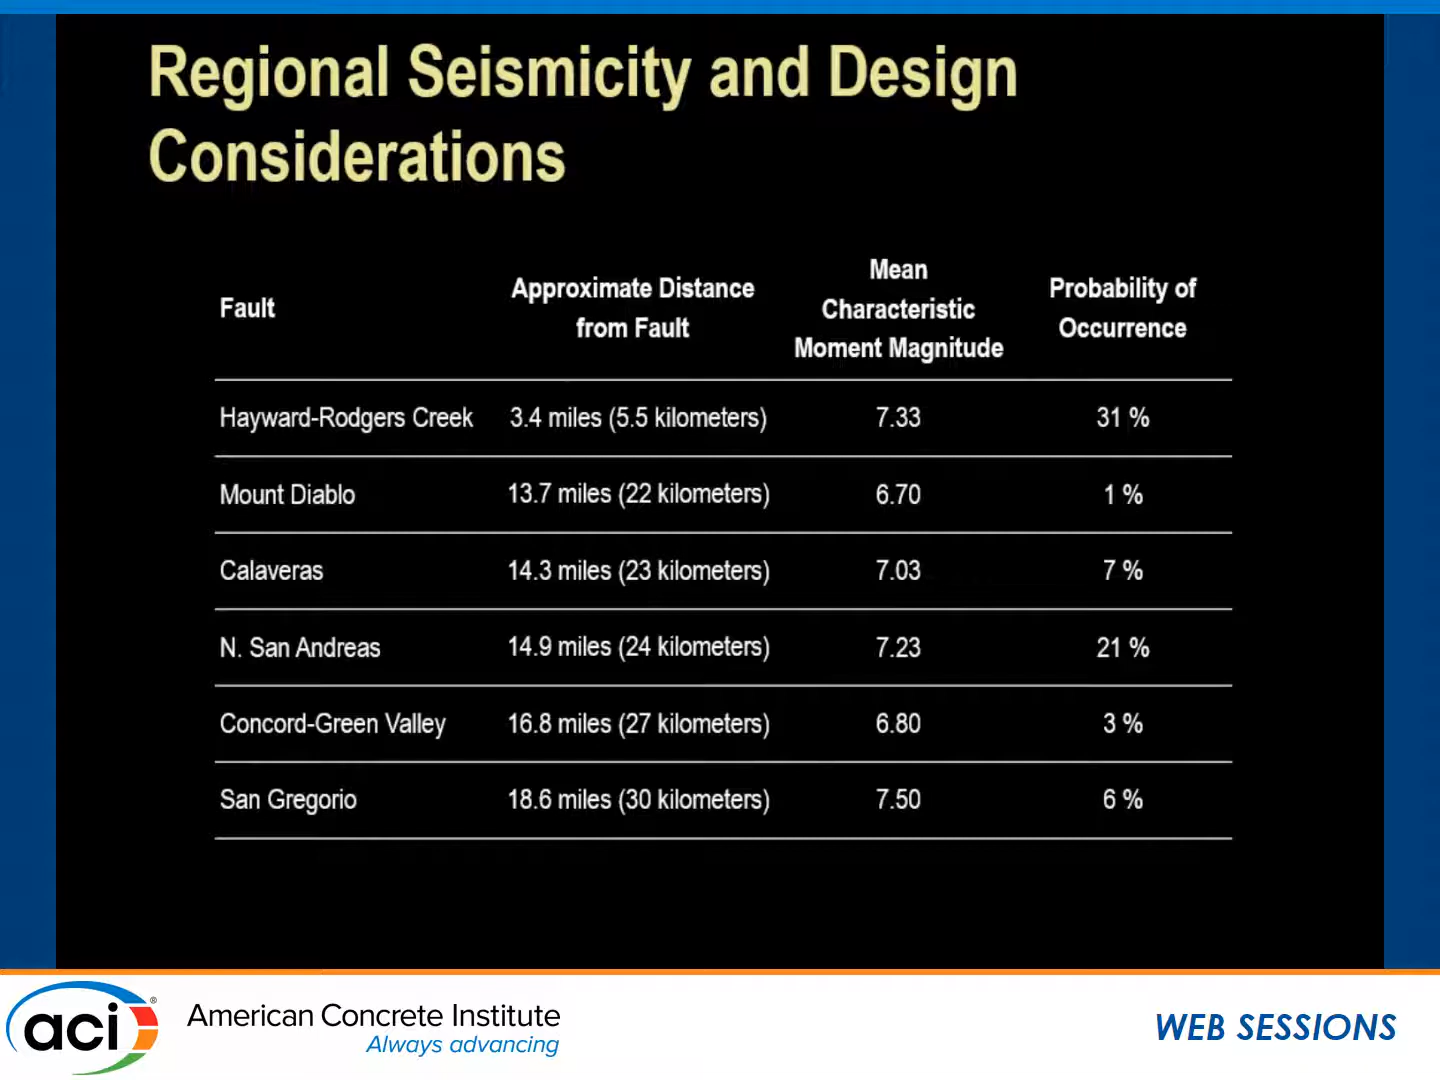 Regional Seismicity and Design
Considerations
Fault
Approximate Distance
from Fault
Mean
Characteristic
Moment Magnitude
Probability of
Occurrence
Hayward-Rodgers Creek 3.4 miles (5.5 kilometers) 7.33 31 %
Mount Diablo 13.7 miles (22 kilometers) 6.70 1 %
Calaveras 14.3 miles (23 kilometers) 7.03 7 %
N. San Andreas 14.9 miles (24 kilometers) 7.23 21 %
Concord-Green Valley 16.8 miles (27 kilometers) 6.80 3 %
San Gregorio 18.6 miles (30 kilometers) 7.50 6 %
aci®
American Concrete Institute
Always advancing
WEB SESSIONS